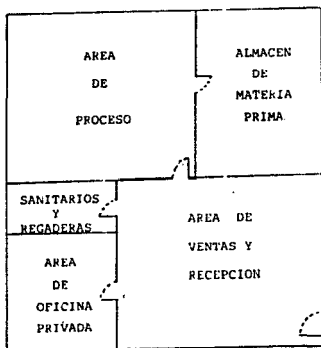 AREA
DE
PROCESO
ALMACEN
DE
MATERIA
PRIMA
SANITARIOS
Y
REGADERAS
AREA DE
VENTAS Y
RECEPCION
AREA
DE
OFICINA
PRIVADA